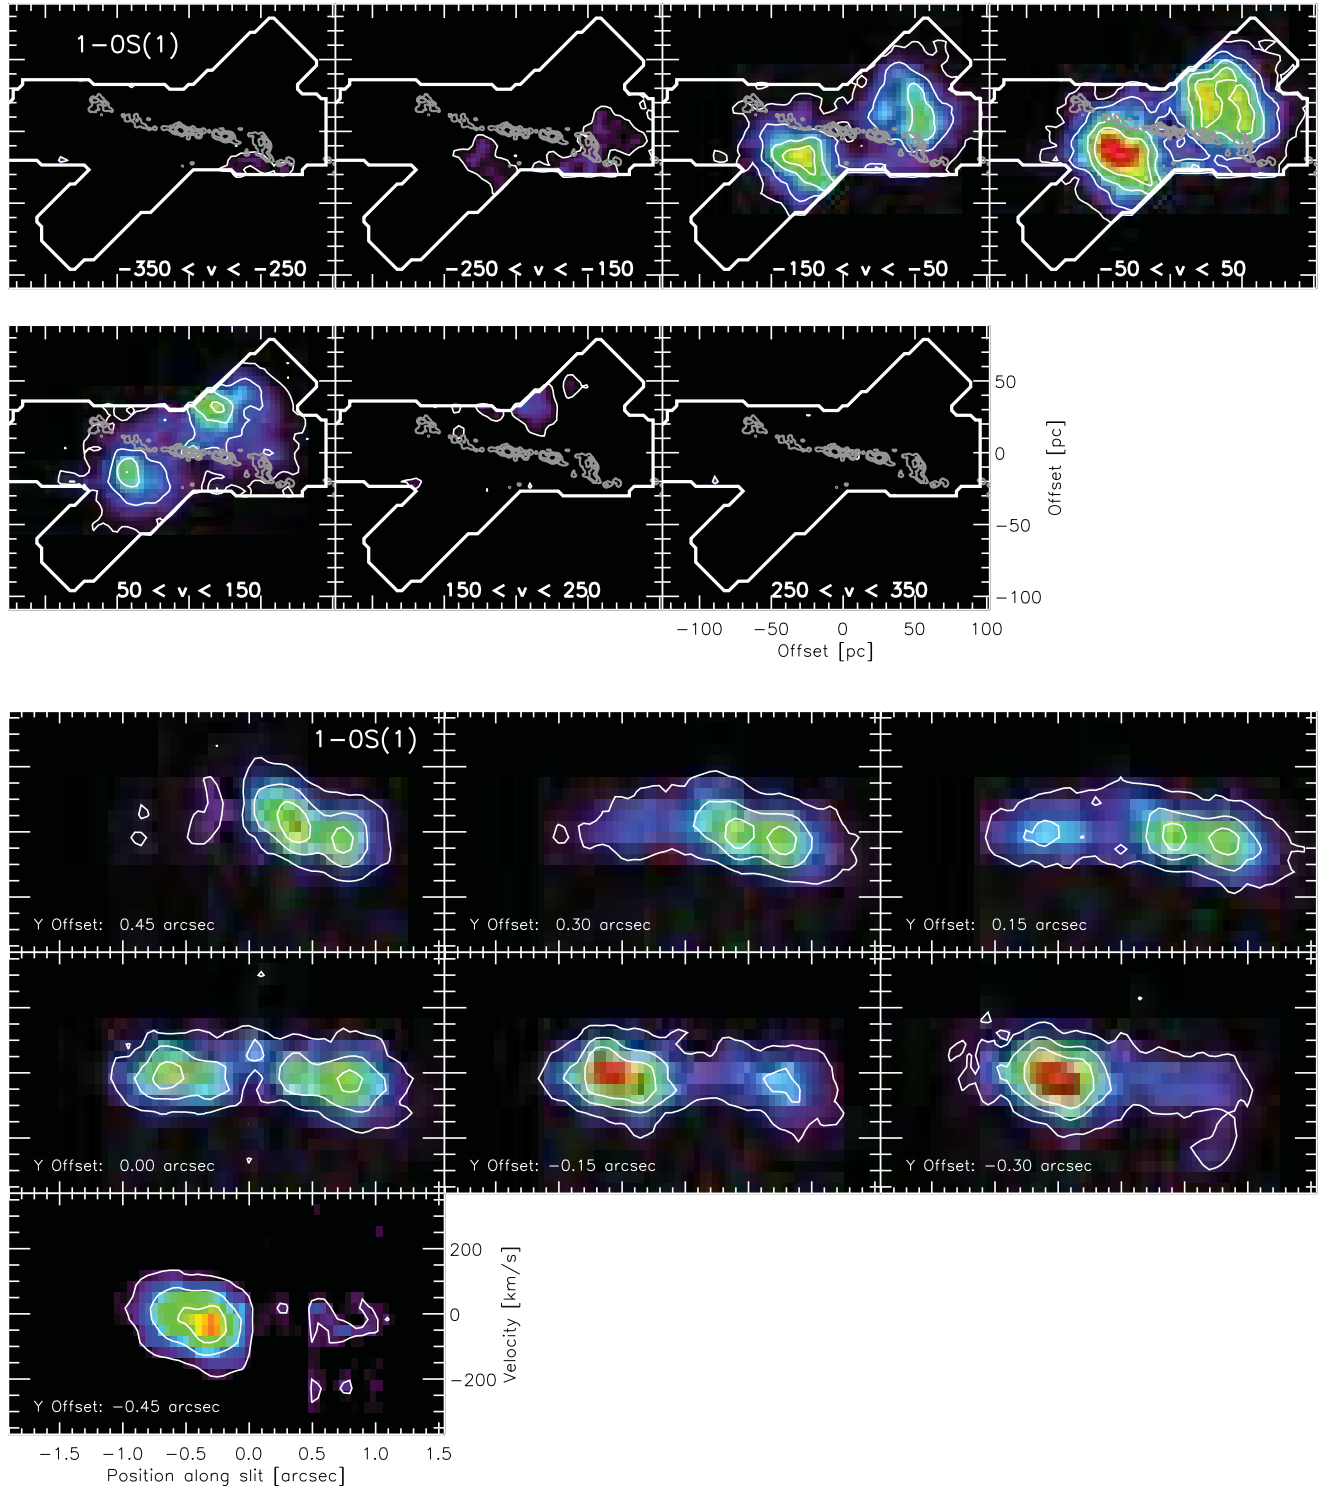 1-0S(1)
-350 < v < -250
-250 < v < -150
-150 < v < -50
-50 < v < 50
50 < v < 150
150 < v < 250
250 < v < 350
50
0
-50
-100
Offset [pc]
-100 -50 0 50 100
Offset [pc]
1-0S(1)
Y Offset: 0.45 arcsec
Y Offset: 0.30 arcsec
Y Offset: 0.15 arcsec
Y Offset: 0.00 arcsec
Y Offset: -0.15 arcsec
Y Offset: -0.30 arcsec
Y Offset: -0.45 arcsec
200
0
-200
Velocity [km/s]
-1.5 -1.0 -0.5 0.0 0.5 1.0 1.5
Position along slit [arcsec]